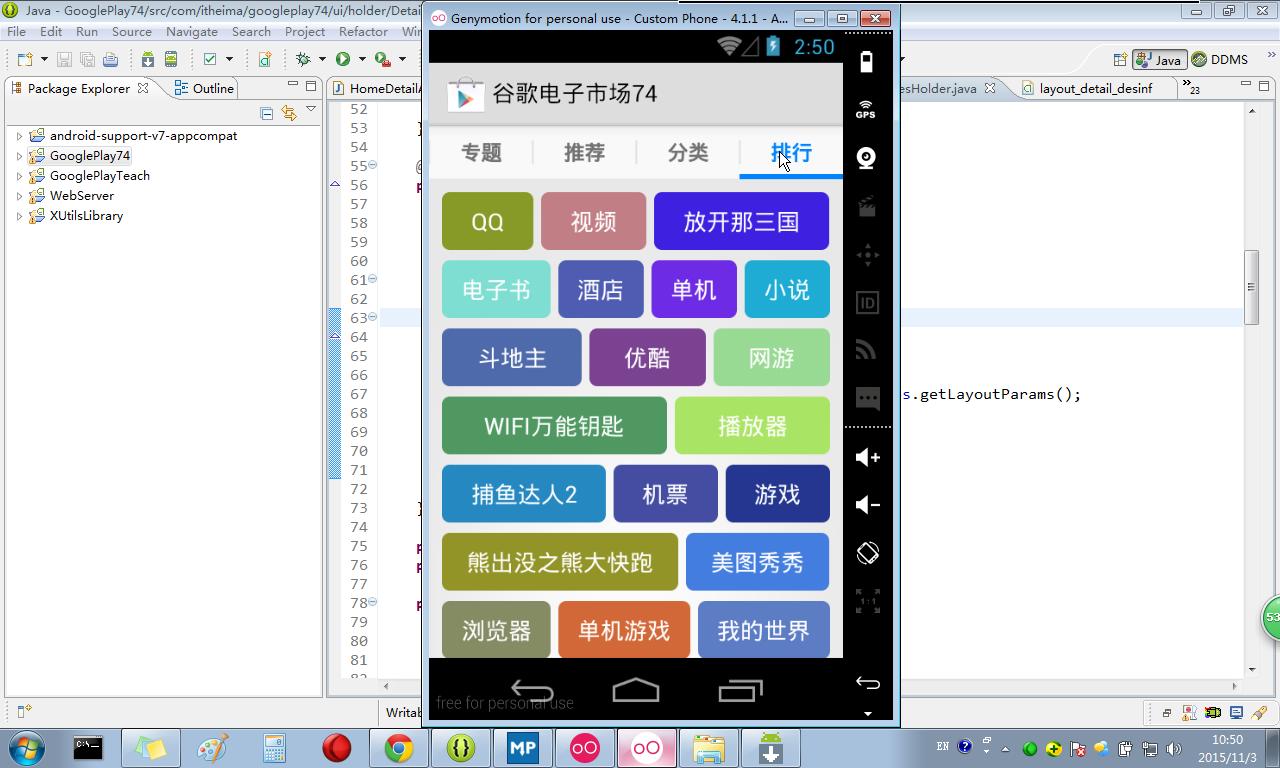 Java - GooglePlay74/src/com/itheima/googleplay74/ui/holder/Detai
Genymotion for personal use - Custom Phone - 4.1.1 - A...
File Edit Run Source Navigate Search Project Refactor
Java DDMS
Package Explorer Outline
HomeDetailA
esHolder.java
layout_detail_desinf
23
android-support-v7-appcompat
GooglePlay74
GooglePlayTeach
WebServer
XUtilsLibrary
52
53
54
55
56
57
58
59
60
61
62
63
64
65
66
67
s.getLayoutParams();
68
69
70
71
72
73
74
75
76
77
78
79
80
81
2:50
谷歌电子市场74
专题 推荐 分类 排行
QQ 视频 放开那三国
电子书 酒店 单机 小说
斗地主 优酷 网游
WIFI万能钥匙 播放器
捕鱼达人2 机票 游戏
熊出没之熊大快跑 美图秀秀
浏览器 单机游戏 我的世界
free for personal use
GPS
ID
1:1
53
Writab
MP
EN
10:50
2015/11/3